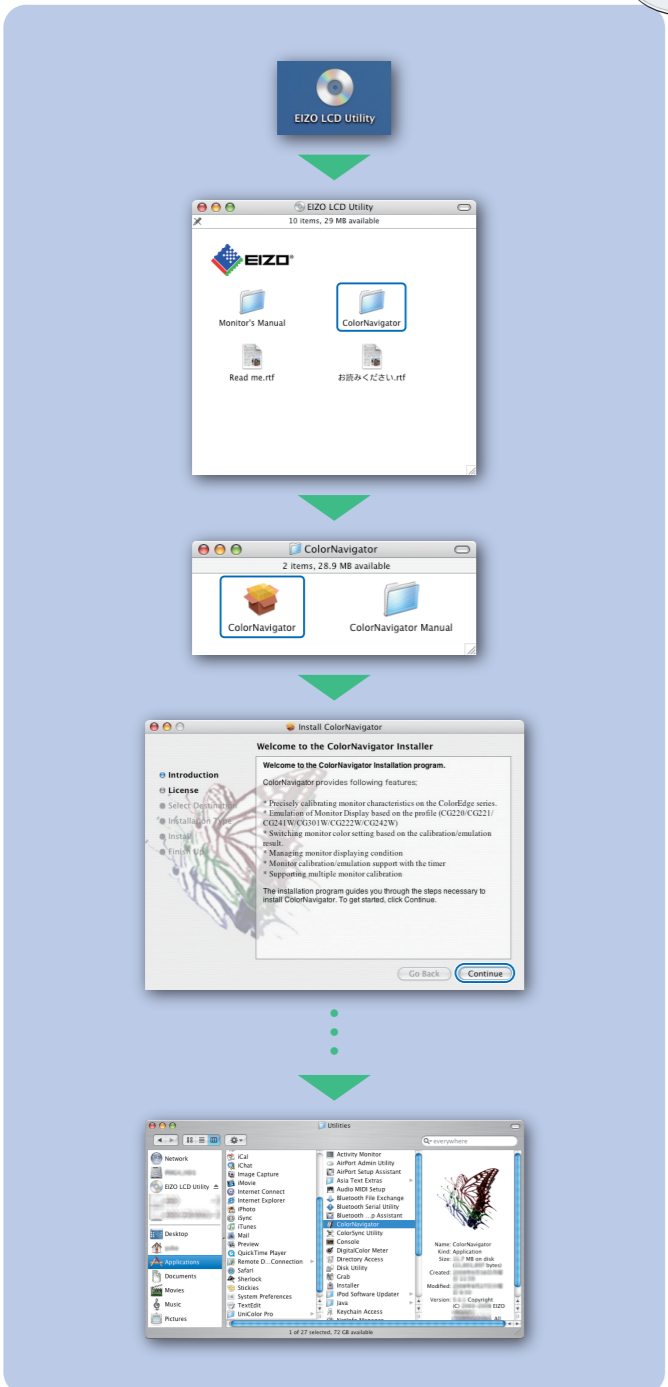 EIZO LCD Utility
EIZO LCD Utility
10 items, 29 MB available
EIZO®
Monitor's Manual
ColorNavigator
Read me.rtf
お読みください.rtf
ColorNavigator
2 items, 28.9 MB available
ColorNavigator
ColorNavigator Manual
Install ColorNavigator
Welcome to the ColorNavigator Installer
Introduction
License
Select Destination
Installation Type
Install
Finish Up
Welcome to the ColorNavigator Installation program.
ColorNavigator provides following features;
* Precisely calibrating monitor characteristics on the ColorEdge series.
* Emulation of Monitor Display based on the profile (CG220/CG221/
CG241W/CG301W/CG222W/CG242W)
* Switching monitor color setting based on the calibration/emulation
result.
* Managing monitor displaying condition
* Monitor calibration/emulation support with the timer
* Supporting multiple monitor calibration
The installation program guides you through the steps necessary to
install ColorNavigator. To get started, click Continue.
Go Back
Continue
Utilities
everywhere
Network
EIZO LCD Utility
Desktop
Applications
Documents
Movies
Music
Pictures
iCal
iChat
Image Capture
iMovie
Internet Connect
Internet Explorer
iPhoto
iSync
iTunes
Mail
Preview
QuickTime Player
Remote D...Connection
Safari
Sherlock
Stickies
System Preferences
TextEdit
UniColor Pro
Activity Monitor
AirPort Admin Utility
AirPort Setup Assistant
Asia Text Extras
Audio MIDI Setup
Bluetooth File Exchange
Bluetooth Serial Utility
Bluetooth ...p Assistant
ColorNavigator
ColorSync Utility
Console
DigitalColor Meter
Directory Access
Disk Utility
Grab
Installer
iPod Software Updater
Java
Keychain Access
Name: ColorNavigator
Kind: Application
Size: MB on disk
bytes)
Created:
Modified:
Version: Copyright
(C) EIZO
All
1 of 27 selected, 72 GB available